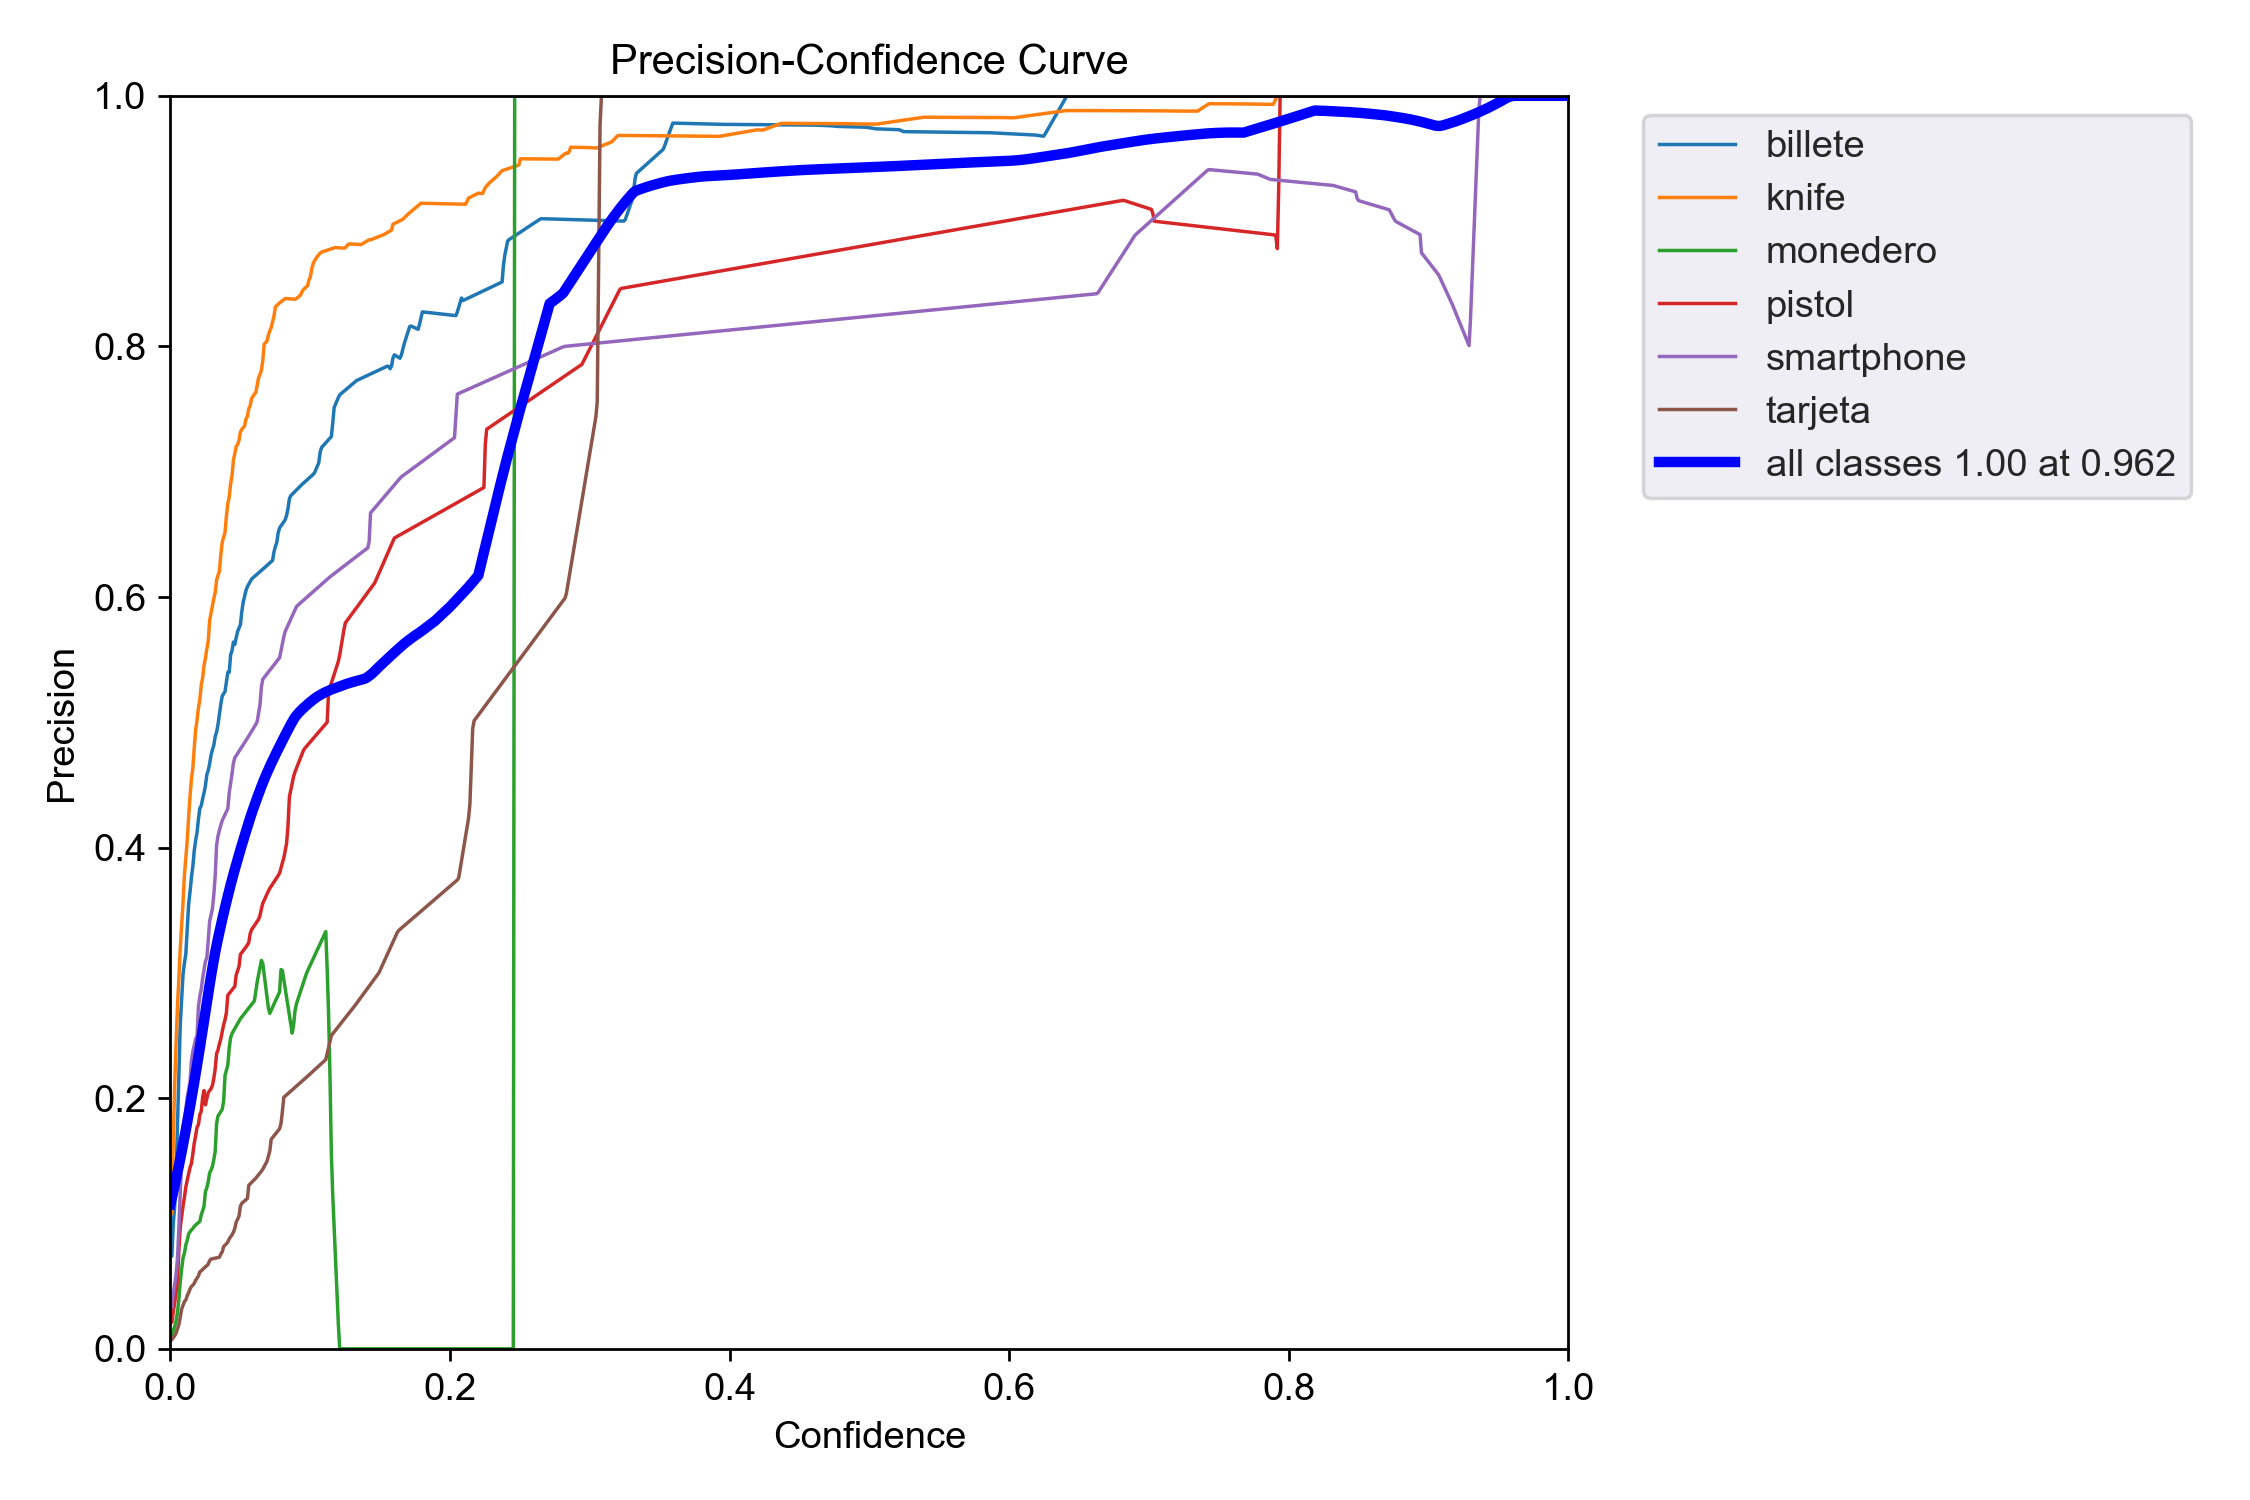 Precision-Confidence Curve
1.0
0.8
0.6
0.4
0.2
0.0
Precision
0.0 0.2 0.4 0.6 0.8 1.0
Confidence
billete
knife
monedero
pistol
smartphone
tarjeta
all classes 1.00 at 0.962